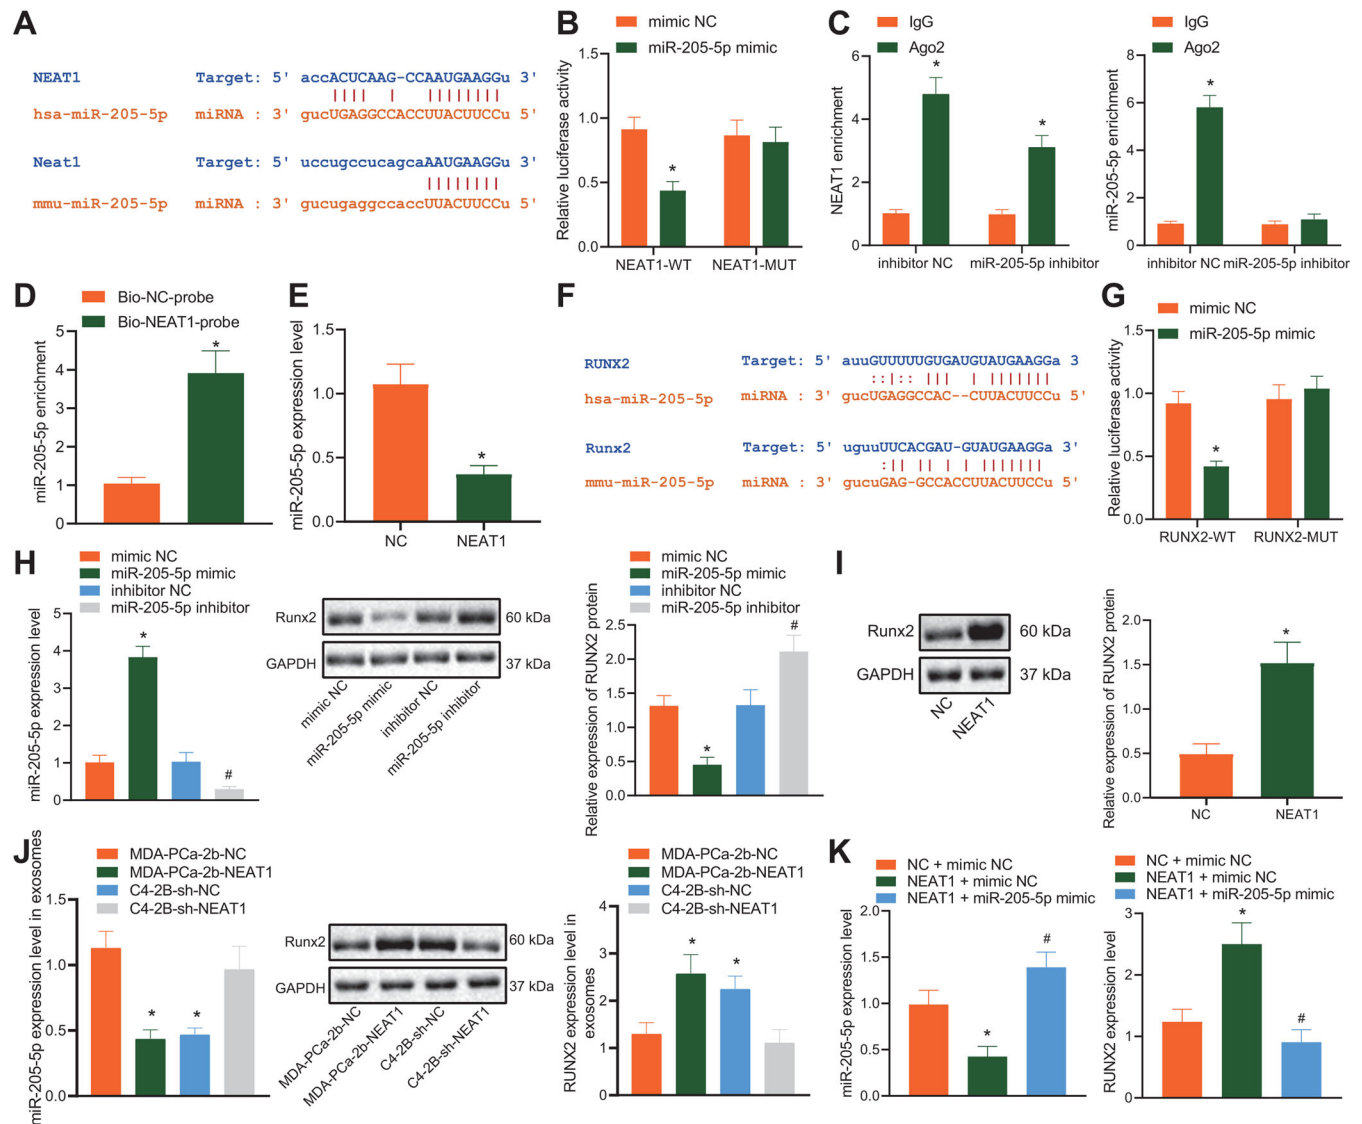 A
NEAT1 Target: 5' accACUCAAG-CCAAUGAAGGu 3'
hsa-miR-205-5p miRNA : 3' gucUGAGGCCACCUUACUUCCu 5'
Neat1 Target: 5' uccugccucagcaAAUGAAGGu 3'
mmu-miR-205-5p miRNA : 3' gucugaggccaccUUACUUCCu 5'
B
mimic NC
miR-205-5p mimic
Relative luciferase activity
1.5
1.0
0.5
0.0
*
NEAT1-WT NEAT1-MUT
C
IgG
Ago2
NEAT1 enrichment
6
4
2
0
* *
inhibitor NC miR-205-5p inhibitor
IgG
Ago2
miR-205-5p enrichment
8
6
4
2
0
*
inhibitor NC miR-205-5p inhibitor
D
Bio-NC-probe
Bio-NEAT1-probe
miR-205-5p enrichment
5
4
3
2
1
0
*
E
miR-205-5p expression level
1.5
1.0
0.5
0.0
*
NC NEAT1
F
RUNX2 Target: 5' auuGUUUUGUGAUGUAUGAAGGa 3
hsa-miR-205-5p miRNA : 3' gucUGAGGCCAC--CUUACUUCCu 5'
Runx2 Target: 5' uguuUUCACGAU-GUAUGAAGGa 3'
mmu-miR-205-5p miRNA : 3' gucuGAG-GCCACCUUACUUCCu 5'
G
mimic NC
miR-205-5p mimic
Relative luciferase activity
1.5
1.0
0.5
0.0
*
RUNX2-WT RUNX2-MUT
H
mimic NC
miR-205-5p mimic
inhibitor NC
miR-205-5p inhibitor
miR-205-5p expression level
5
4
3
2
1
0
* #
Runx2 60 kDa
GAPDH 37 kDa
mimic NC
miR-205-5p mimic
inhibitor NC
miR-205-5p inhibitor
mimic NC
miR-205-5p mimic
inhibitor NC
miR-205-5p inhibitor
Relative expression of RUNX2 protein
2.5
2.0
1.5
1.0
0.5
0.0
* #
I
Runx2 60 kDa
GAPDH 37 kDa
NC
NEAT1
Relative expression of RUNX2 protein
2.0
1.5
1.0
0.5
0.0
*
NC NEAT1
J
MDA-PCa-2b-NC
MDA-PCa-2b-NEAT1
C4-2B-sh-NC
C4-2B-sh-NEAT1
miR-205-5p expression level in exosomes
1.5
1.0
0.5
0.0
* *
Runx2 60 kDa
GAPDH 37 kDa
MDA-PCa-2b-NC
MDA-PCa-2b-NEAT1
C4-2B-sh-NC
C4-2B-sh-NEAT1
MDA-PCa-2b-NC
MDA-PCa-2b-NEAT1
C4-2B-sh-NC
C4-2B-sh-NEAT1
RUNX2 expression level in
exosomes
4
3
2
1
0
* *
K
NC + mimic NC
NEAT1 + mimic NC
NEAT1 + miR-205-5p mimic
miR-205-5p expression level
2.0
1.5
1.0
0.5
0.0
* #
NC + mimic NC
NEAT1 + mimic NC
NEAT1 + miR-205-5p mimic
RUNX2 expression level
3
2
1
0
* #